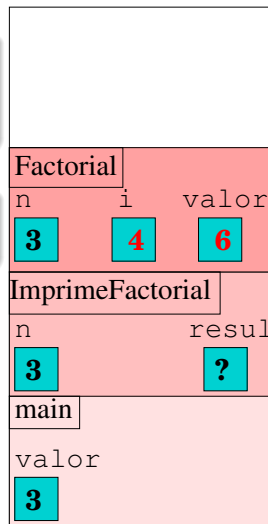 Factorial
n i valor
3 4 6
ImprimeFactorial
n resul
3 ?
main
valor
3